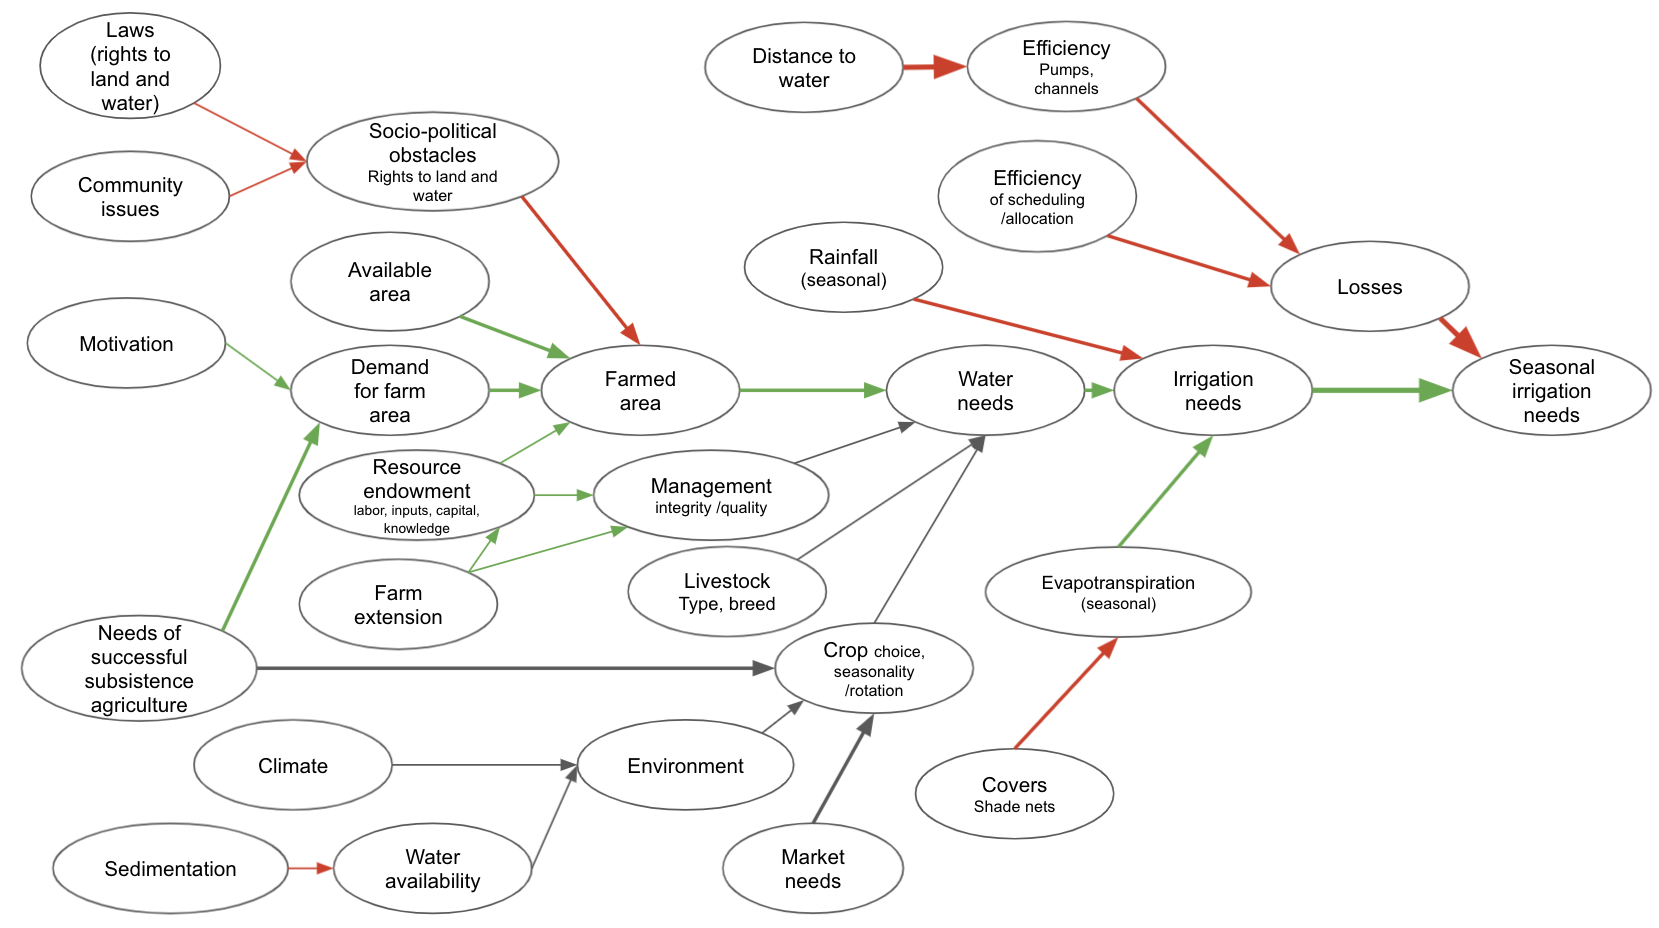 Laws
(rights to
land and
water)
Community
issues
Socio-political
obstacles
Rights to land and
water
Distance to
water
Efficiency
Pumps,
channels
Efficiency
of scheduling
/allocation
Rainfall
(seasonal)
Losses
Available
area
Motivation
Demand
for farm
area
Farmed
area
Water
needs
Irrigation
needs
Seasonal
irrigation
needs
Resource
endowment
labor, inputs, capital,
knowledge
Management
integrity /quality
Farm
extension
Livestock
Type, breed
Evapotranspiration
(seasonal)
Needs of
successful
subsistence
agriculture
Crop choice,
seasonality
/rotation
Climate
Environment
Covers
Shade nets
Sedimentation
Water
availability
Market
needs